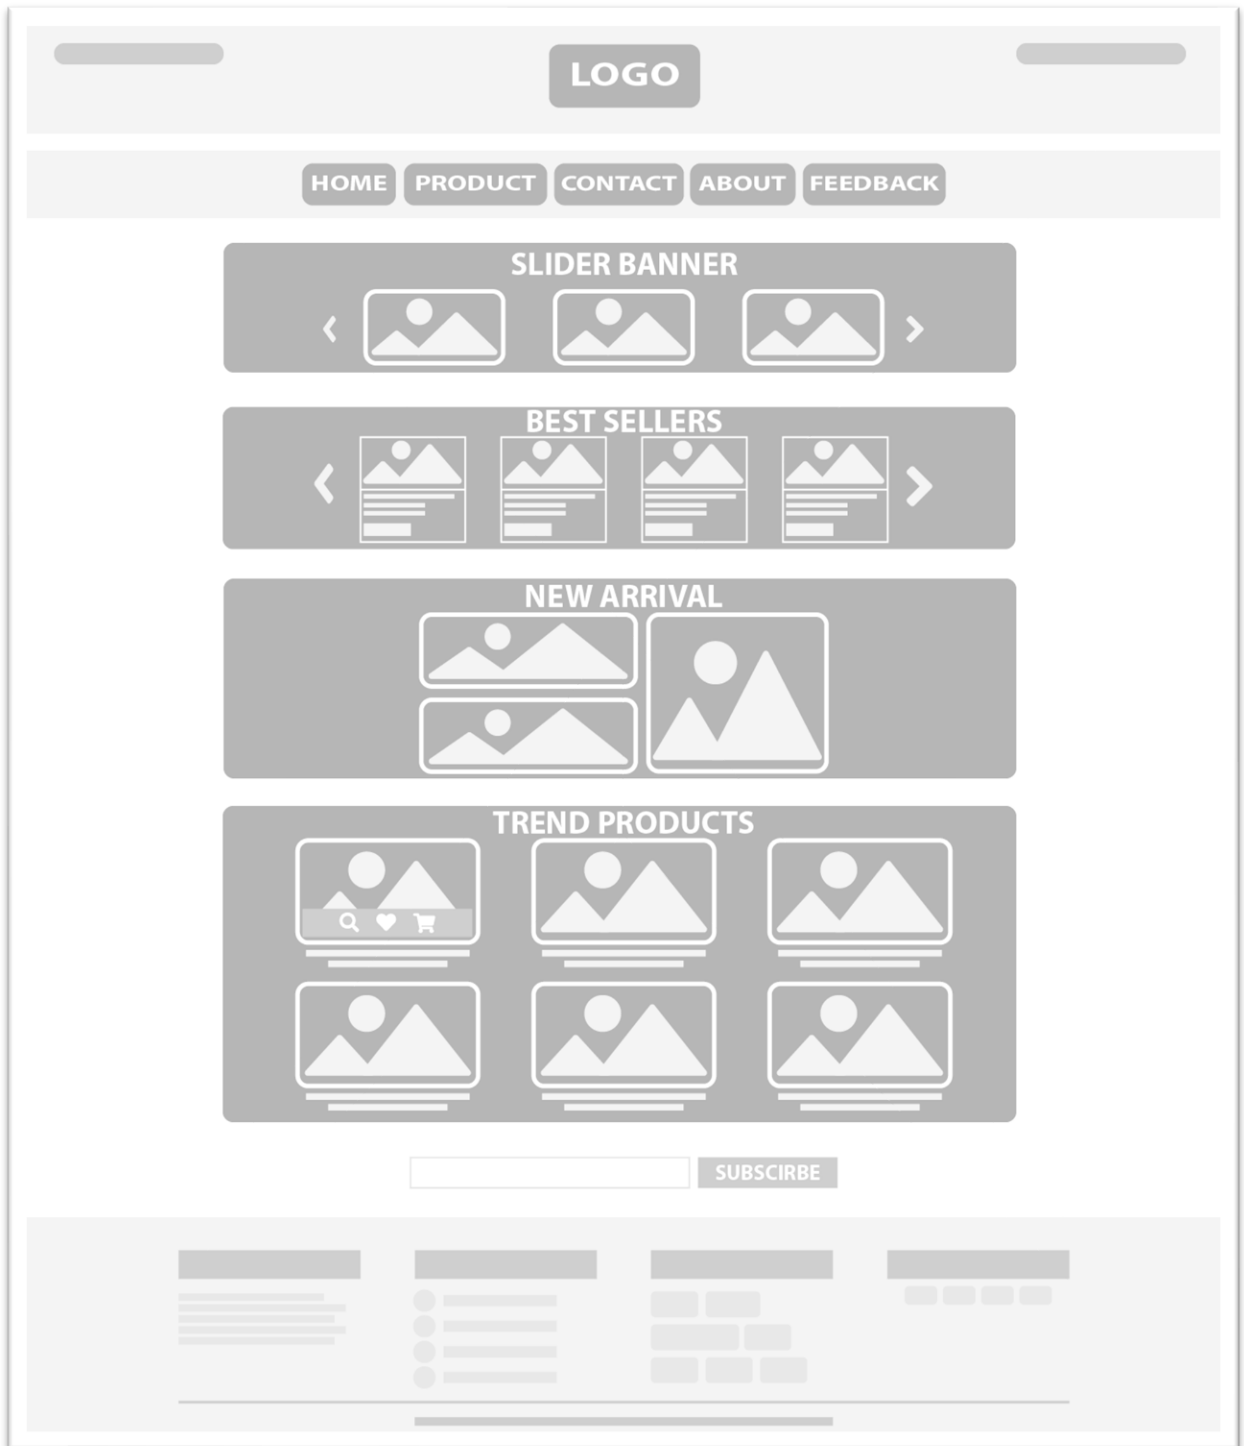 LOGO
HOME PRODUCT CONTACT ABOUT FEEDBACK
SLIDER BANNER
BEST SELLERS
NEW ARRIVAL
TREND PRODUCTS
SUBSCIRBE